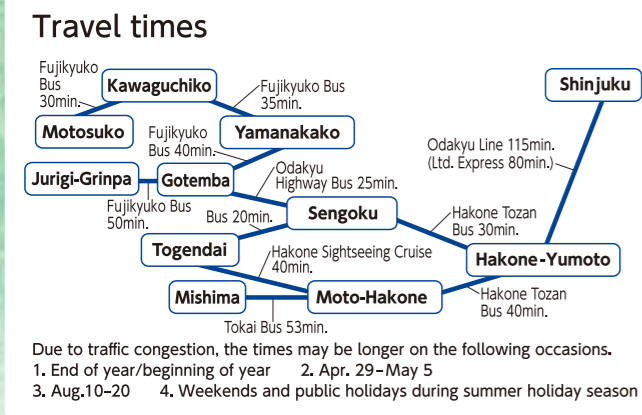 Travel times
Fujikyuko
Bus
30min.
Kawaguchiko
Fujikyuko Bus
35min.
Shinjuku
Motosuko
Fujikyuko
Bus 40min.
Yamanakako
Odakyu Line 115min.
(Ltd. Express 80min.)
Jurigi-Grinpa
Gotemba
Odakyu
Highway Bus 25min.
Fujikyuko Bus
50min.
Bus 20min.
Sengoku
Hakone Tozan
Bus 30min.
Togendai
Hakone Sightseeing Cruise
40min.
Hakone-Yumoto
Mishima
Moto-Hakone
Hakone Tozan
Bus 40min.
Tokai Bus 53min.
Due to traffic congestion, the times may be longer on the following occasions.
1. End of year/beginning of year 2. Apr. 29–May 5
3. Aug.10–20 4. Weekends and public holidays during summer holiday season